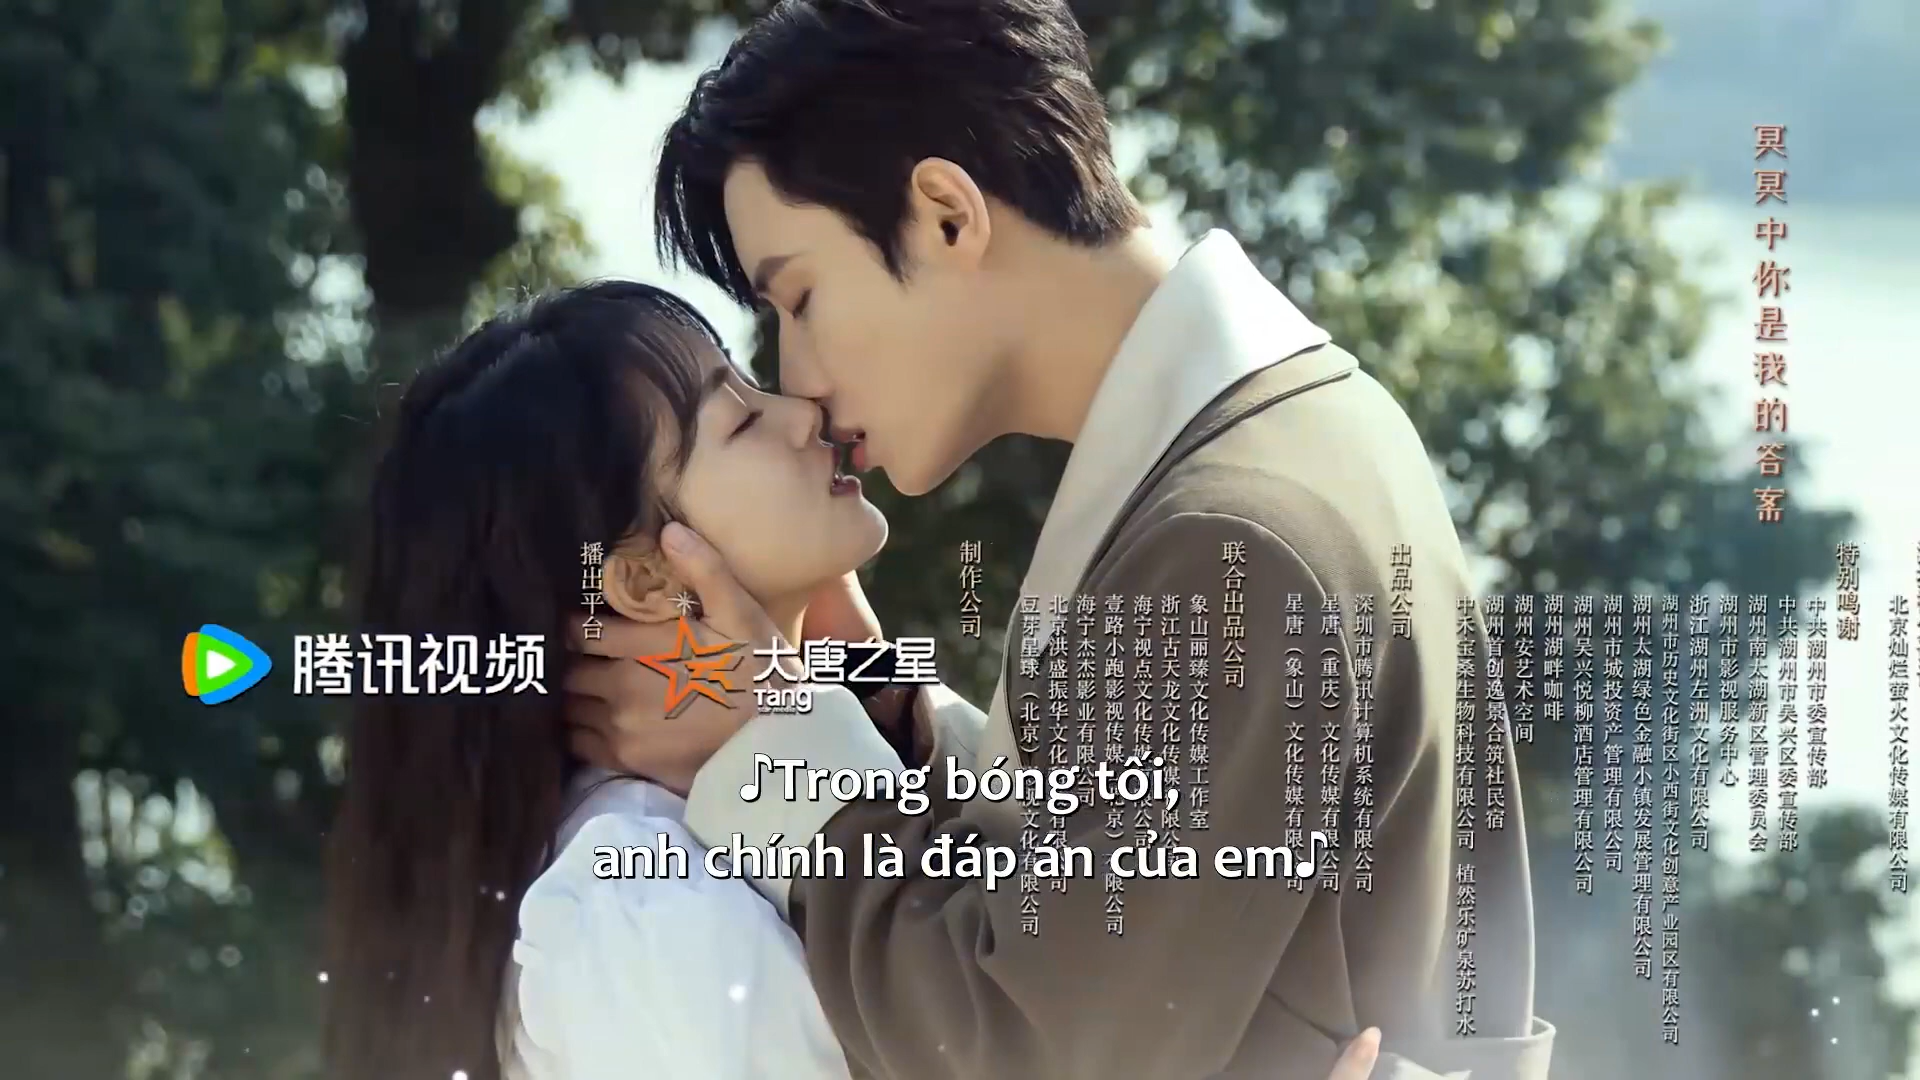 冥冥中你是我的答案
北京灿烂萤火文化传媒有限公司
特别鸣谢
中共湖州市委宣传部
中共湖州市吴兴区委宣传部
湖州南太湖新区管理委员会
湖州市影视服务中心
浙江湖州左洲文化有限公司
湖州市历史文化街区小西街文化创意产业园区有限公司
湖州太湖绿色金融小镇发展管理有限公司
湖州市城投资产管理有限公司
湖州吴兴悦柳酒店管理有限公司
湖州湖畔咖啡
湖州安艺术空间
湖州首创逸景合筑社民宿
中禾宝桑生物科技有限公司 植然乐矿泉苏打水
出品公司
深圳市腾讯计算机系统有限公司
星唐（重庆）文化传媒有限公司
星唐（象山）文化传媒有限公司
联合出品公司
象山丽臻文化传媒工作室
浙江古天龙文化传媒有限公司
海宁视点文化传媒有限公司
壹路小跑影视传媒（北京）有限公司
海宁杰杰影业有限公司
北京洪盛振华文化有限公司
制作公司
播出平台
腾讯视频
大唐之星
Tang
♪Trong bóng tối,
anh chính là đáp án của em♪